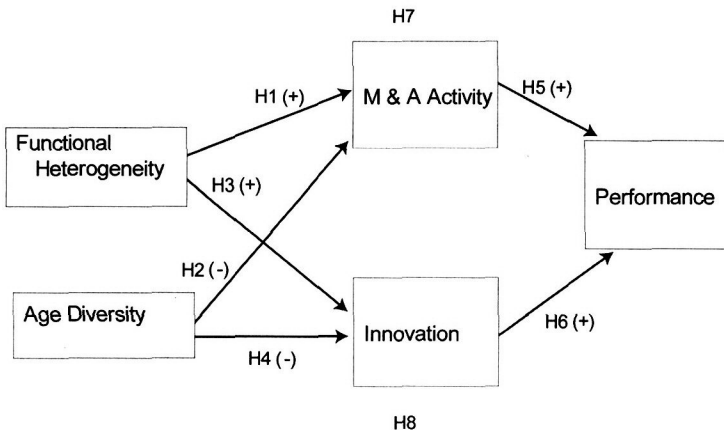 H7
H1 (+)
M & A Activity
H5 (+)
Functional
Heterogeneity
H3 (+)
Performance
H2 (-)
Age Diversity
H4 (-)
Innovation
H6 (+)
H8